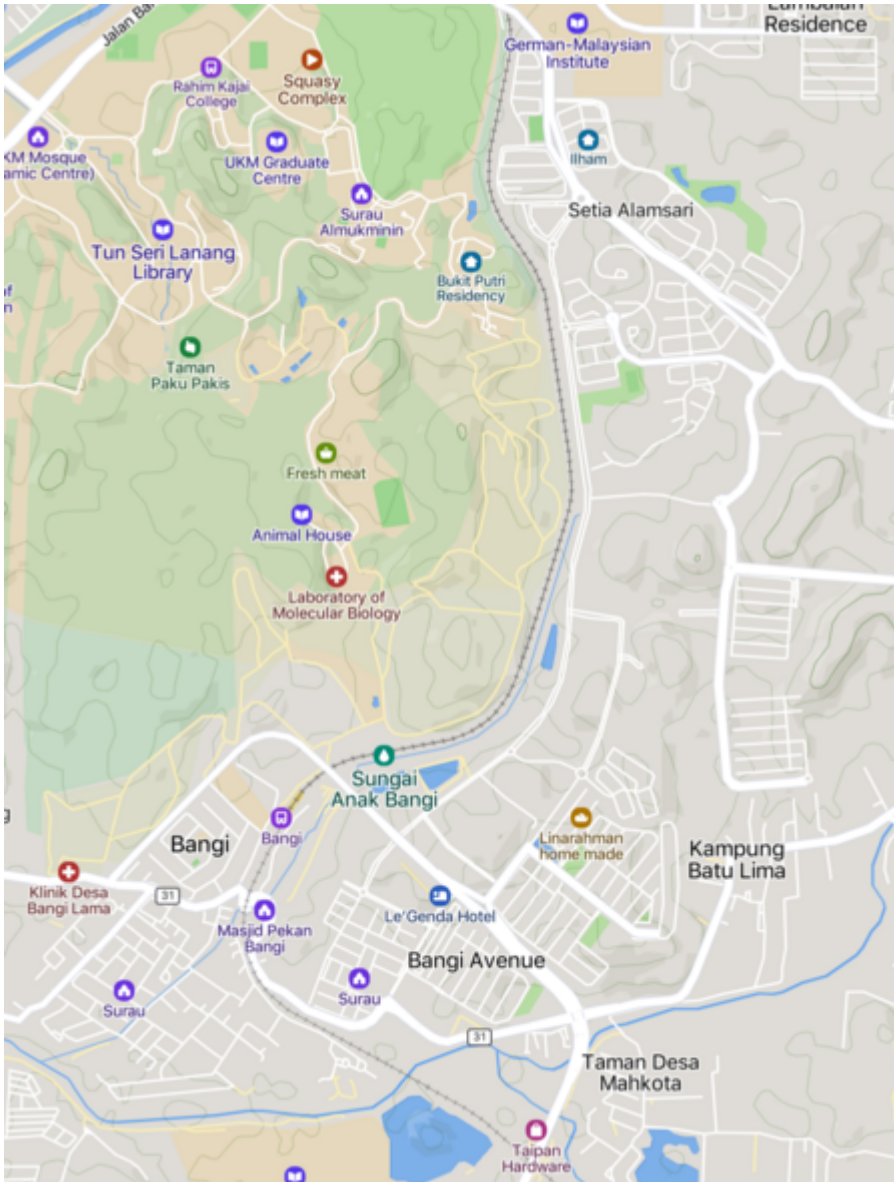 Lambaian
Residence
Jalan Ba
German-Malaysian
Institute
Rahim Kajai
College
Squasy
Complex
KM Mosque
amic Centre)
UKM Graduate
Centre
Ilham
Surau
Almukminin
Setia Alamsari
Tun Seri Lanang
Library
of
n
Bukit Putri
Residency
Taman
Paku Pakis
Fresh meat
Animal House
Laboratory of
Molecular Biology
Sungai
Anak Bangi
g
Bangi
Bangi
Linarahman
home made
Kampung
Batu Lima
Klinik Desa
Bangi Lama
31
Masjid Pekan
Bangi
Le'Genda Hotel
Bangi Avenue
Surau
Surau
31
Taman Desa
Mahkota
Taipan
Hardware